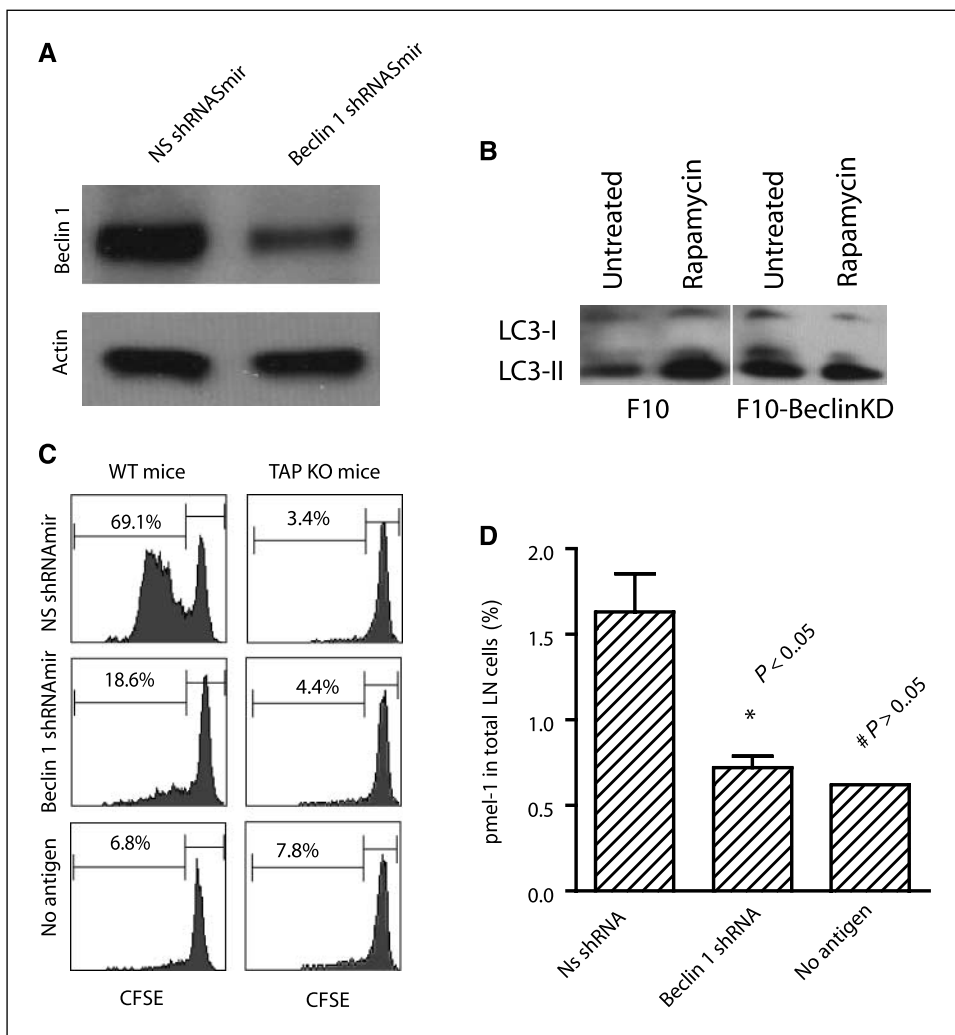 A
NS shRNASmir
Beclin 1 shRNASmir
Beclin 1
Actin
B
Untreated
Rapamycin
Untreated
Rapamycin
LC3-I
LC3-II
F10
F10-BeclinKD
C
WT mice
TAP KO mice
NS shRNAmir
69.1%
3.4%
Beclin 1 shRNAmir
18.6%
4.4%
No antigen
6.8%
7.8%
CFSE
CFSE
D
pmel-1 in total LN cells (%)
2.0
1.5
1.0
0.5
0.0
P < 0..05
*
# P > 0..05
Ns shRNA
Beclin 1 shRNA
No antigen